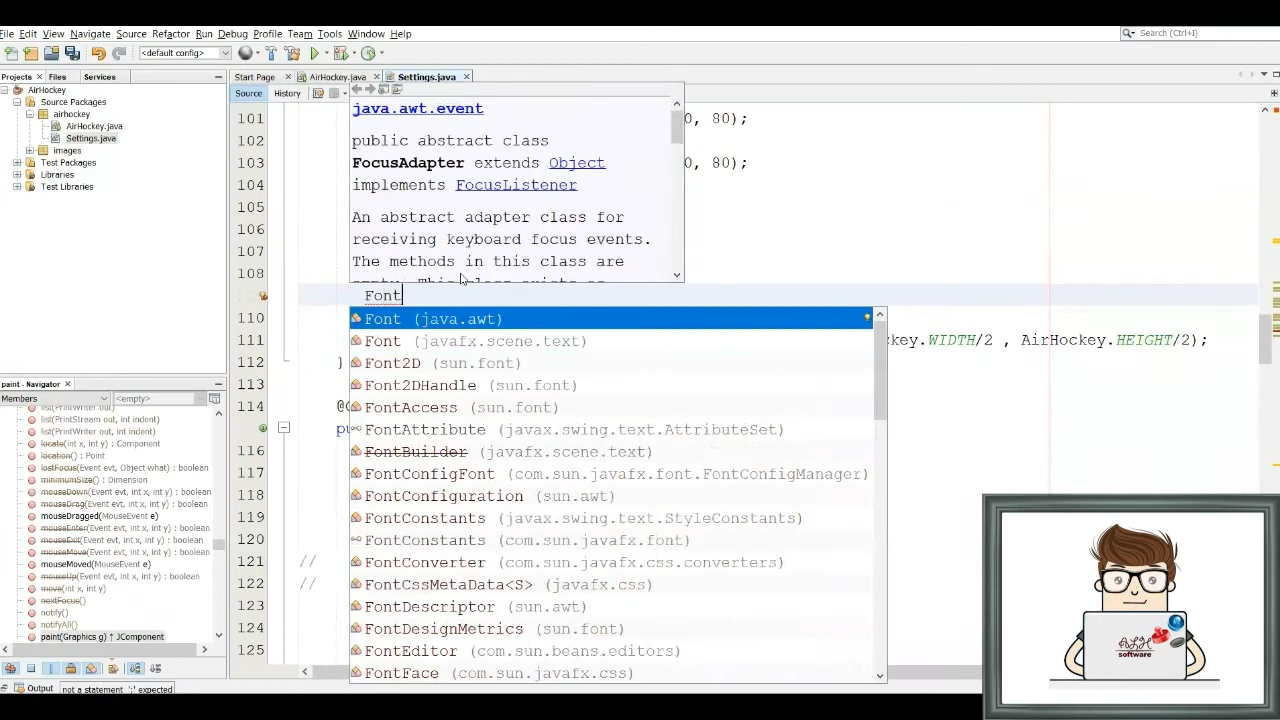 File Edit View Navigate Source Refactor Run Debug Profile Team Tools Window Help
Search (Ctrl+I)
<default config>
Projects Files Services
Start Page AirHockey.java Settings.java
Source History
AirHockey
Source Packages
airhockey
AirHockey.java
Settings.java
images
Test Packages
Libraries
Test Libraries
java.awt.event
public abstract class
FocusAdapter extends Object
implements FocusListener
An abstract adapter class for
receiving keyboard focus events.
The methods in this class are
101 0, 80);
102
103 0, 80);
104
105
106
107
108
Font
110
111 key.WIDTH/2 , AirHockey.HEIGHT/2);
112 }
113
114
116
117
118
119
120
121 //
122 //
123
124
125
Font (java.awt)
Font (javafx.scene.text)
Font2D (sun.font)
Font2DHandle (sun.font)
FontAccess (sun.font)
FontAttribute (javax.swing.text.AttributeSet)
FontBuilder (javafx.scene.text)
FontConfigFont (com.sun.javafx.font.FontConfigManager)
FontConfiguration (sun.awt)
FontConstants (javax.swing.text.StyleConstants)
FontConstants (com.sun.javafx.font)
FontConverter (com.sun.javafx.css.converters)
FontCssMetaData<S> (javafx.css)
FontDescriptor (sun.awt)
FontDesignMetrics (sun.font)
FontEditor (com.sun.beans.editors)
FontFace (com.sun.javafx.css)
paint - Navigator
Members <empty>
list(PrintWriter out)
list(PrintStream out, int indent)
list(PrintWriter out, int indent)
locate(int x, int y) : Component
location() : Point
lostFocus(Event evt, Object what) : boolean
minimumSize() : Dimension
mouseDown(Event evt, int x, int y) : boolean
mouseDrag(Event evt, int x, int y) : boolean
mouseDragged(MouseEvent e)
mouseEnter(Event evt, int x, int y) : boolean
mouseExit(Event evt, int x, int y) : boolean
mouseMove(Event evt, int x, int y) : boolean
mouseMoved(MouseEvent e)
mouseUp(Event evt, int x, int y) : boolean
move(int x, int y)
nextFocus()
notify()
notifyAll()
paint(Graphics g) ↑ JComponent
Output
not a statement ';' expected
software